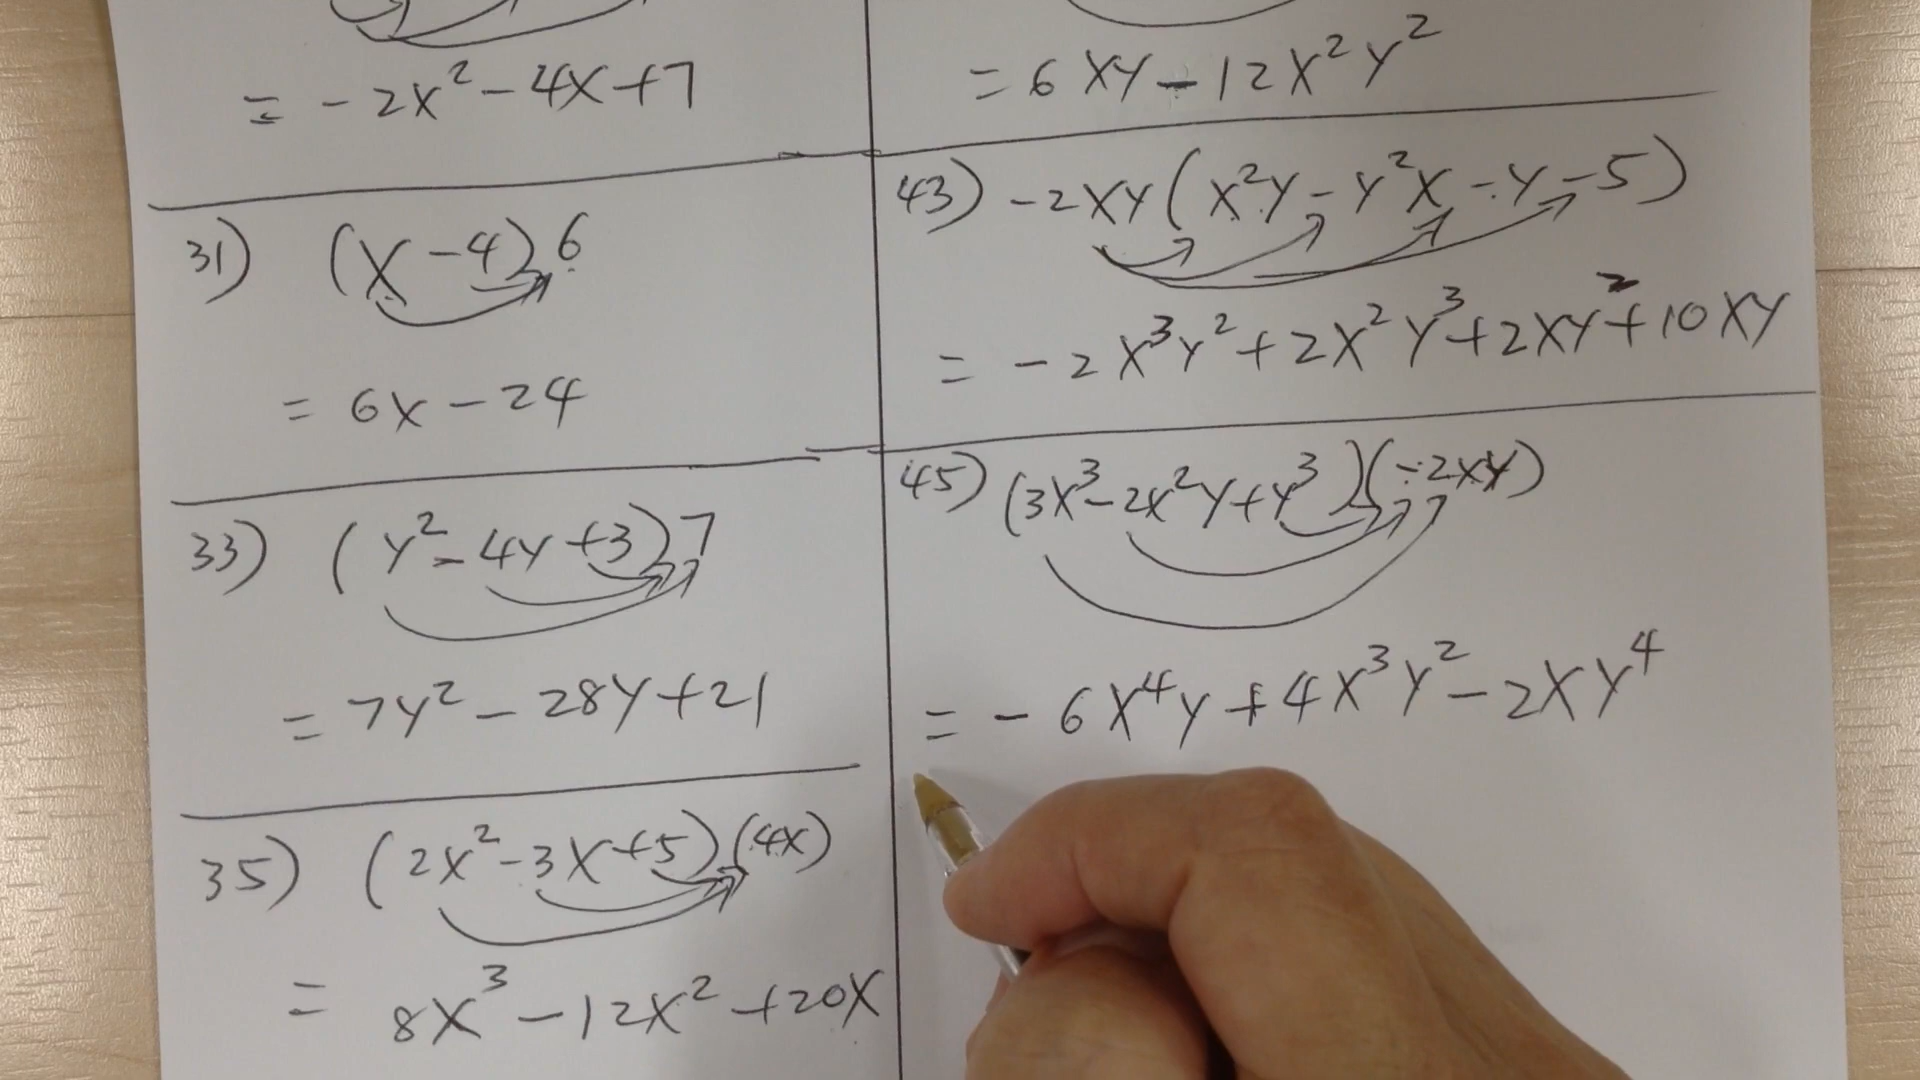 = -2x² - 4x + 7
31) (x - 4) 6
= 6x - 24
33) (y² - 4y + 3) 7
= 7y² - 28y + 21
35) (2x² - 3x + 5) (4x)
= 8x³ - 12x² + 20x
= 6xy - 12x²y²
43) -2xy (x²y - y²x - y - 5)
= -2x³y² + 2x²y³ + 2xy² + 10xy
45) (3x³ - 2x²y + y³) (-2xy)
= -6x⁴y + 4x³y² - 2xy⁴